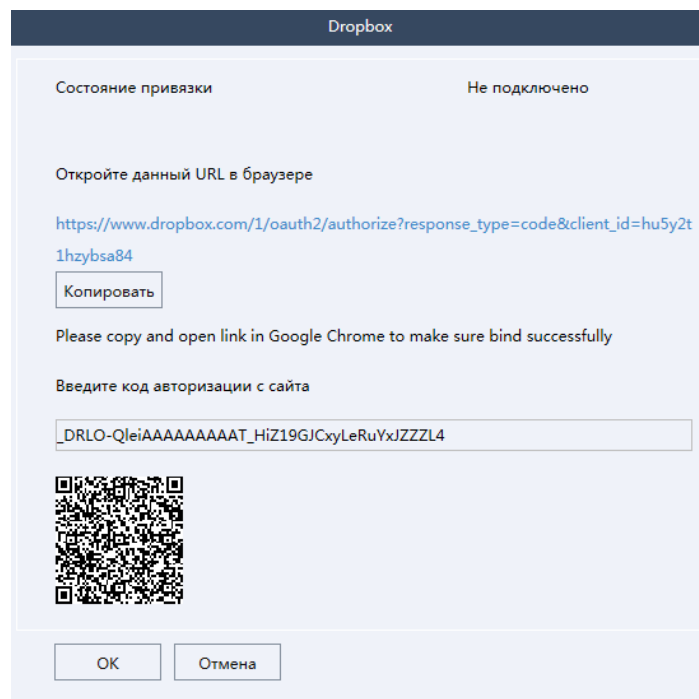 Dropbox
Состояние привязки Не подключено
Откройте данный URL в браузере
https://www.dropbox.com/1/oauth2/authorize?response_type=code&client_id=hu5y2t
1hzybsa84
Копировать
Please copy and open link in Google Chrome to make sure bind successfully
Введите код авторизации с сайта
_DRLO-QleiAAAAAAAAAT_HiZ19GJCxyLeRuYxJZZZL4
OK Отмена